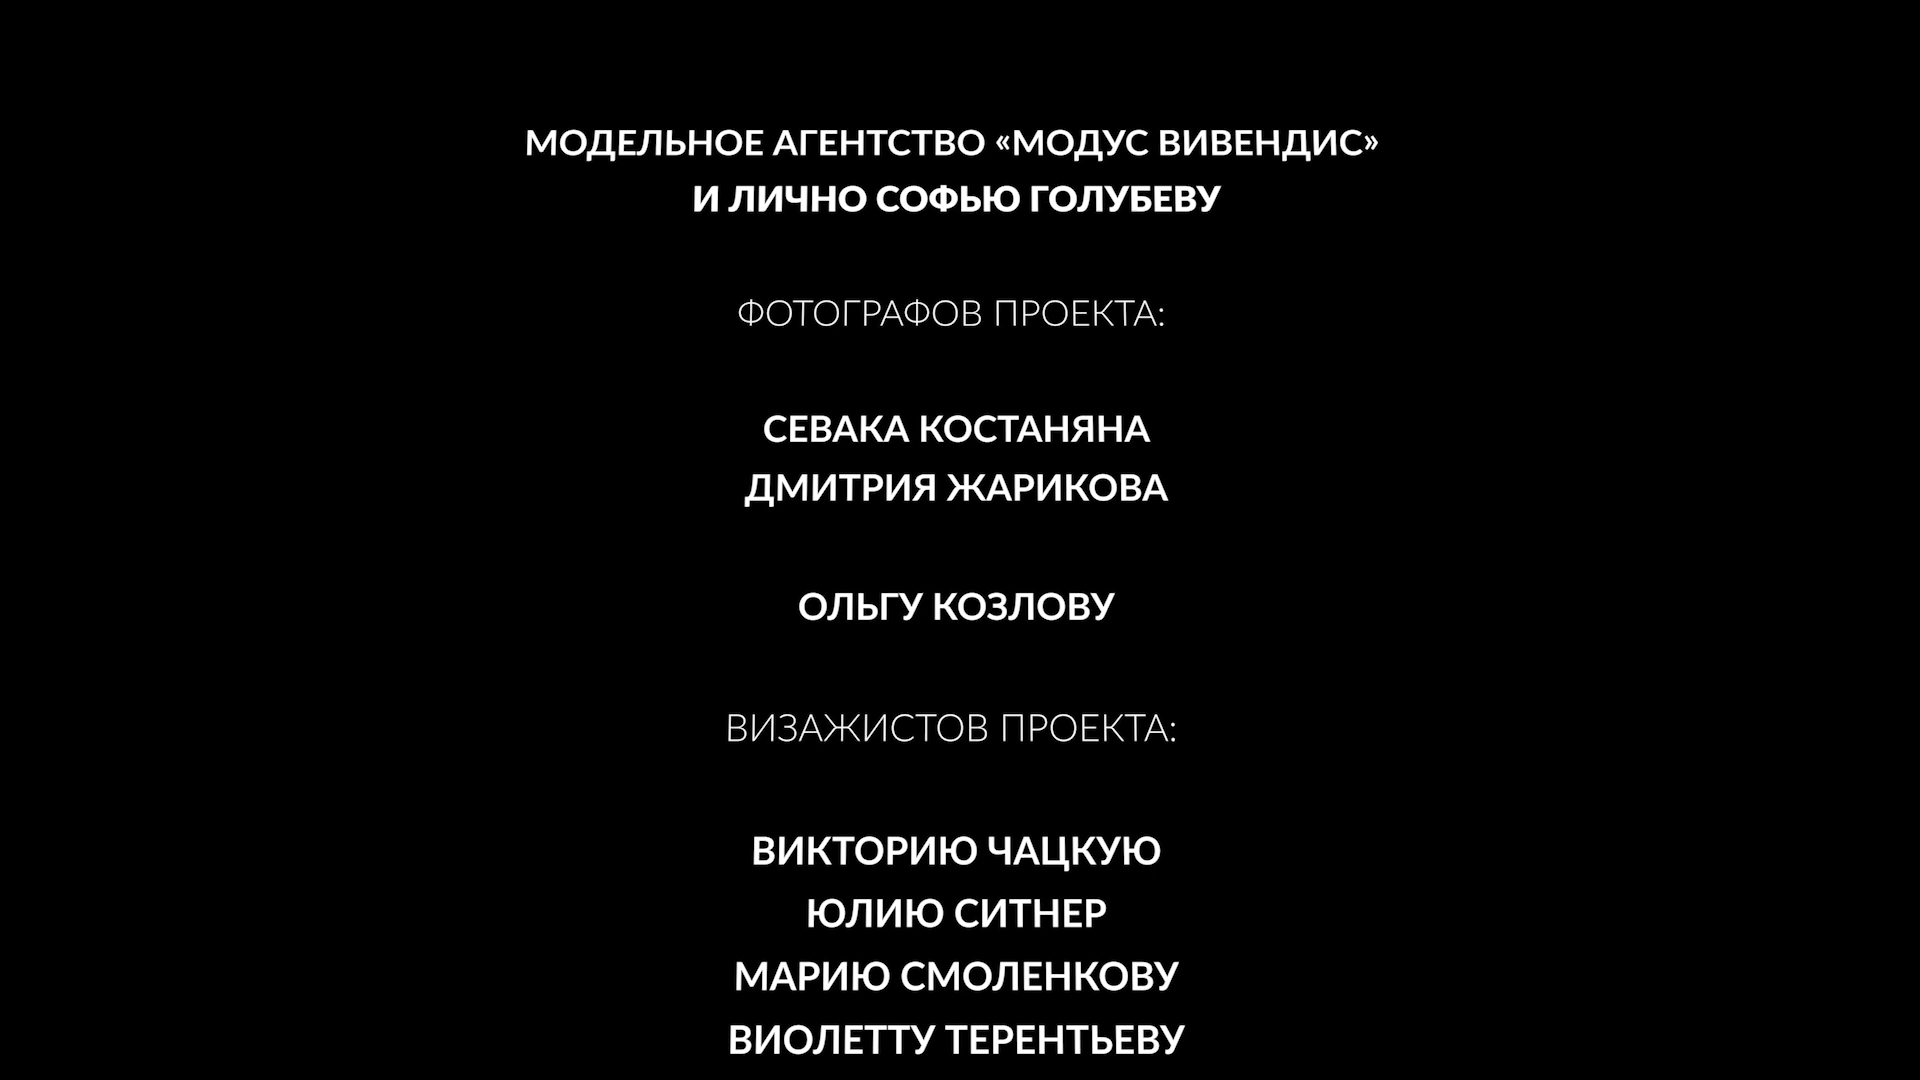 МОДЕЛЬНОЕ АГЕНТСТВО «МОДУС ВИВЕНДИС»
И ЛИЧНО СОФЬЮ ГОЛУБЕВУ
ФОТОГРАФОВ ПРОЕКТА:
СЕВАКА КОСТАНЯНА
ДМИТРИЯ ЖАРИКОВА
ОЛЬГУ КОЗЛОВУ
ВИЗАЖИСТОВ ПРОЕКТА:
ВИКТОРИЮ ЧАЦКУЮ
ЮЛИЮ СИТНЕР
МАРИЮ СМОЛЕНКОВУ
ВИОЛЕТТУ ТЕРЕНТЬЕВУ